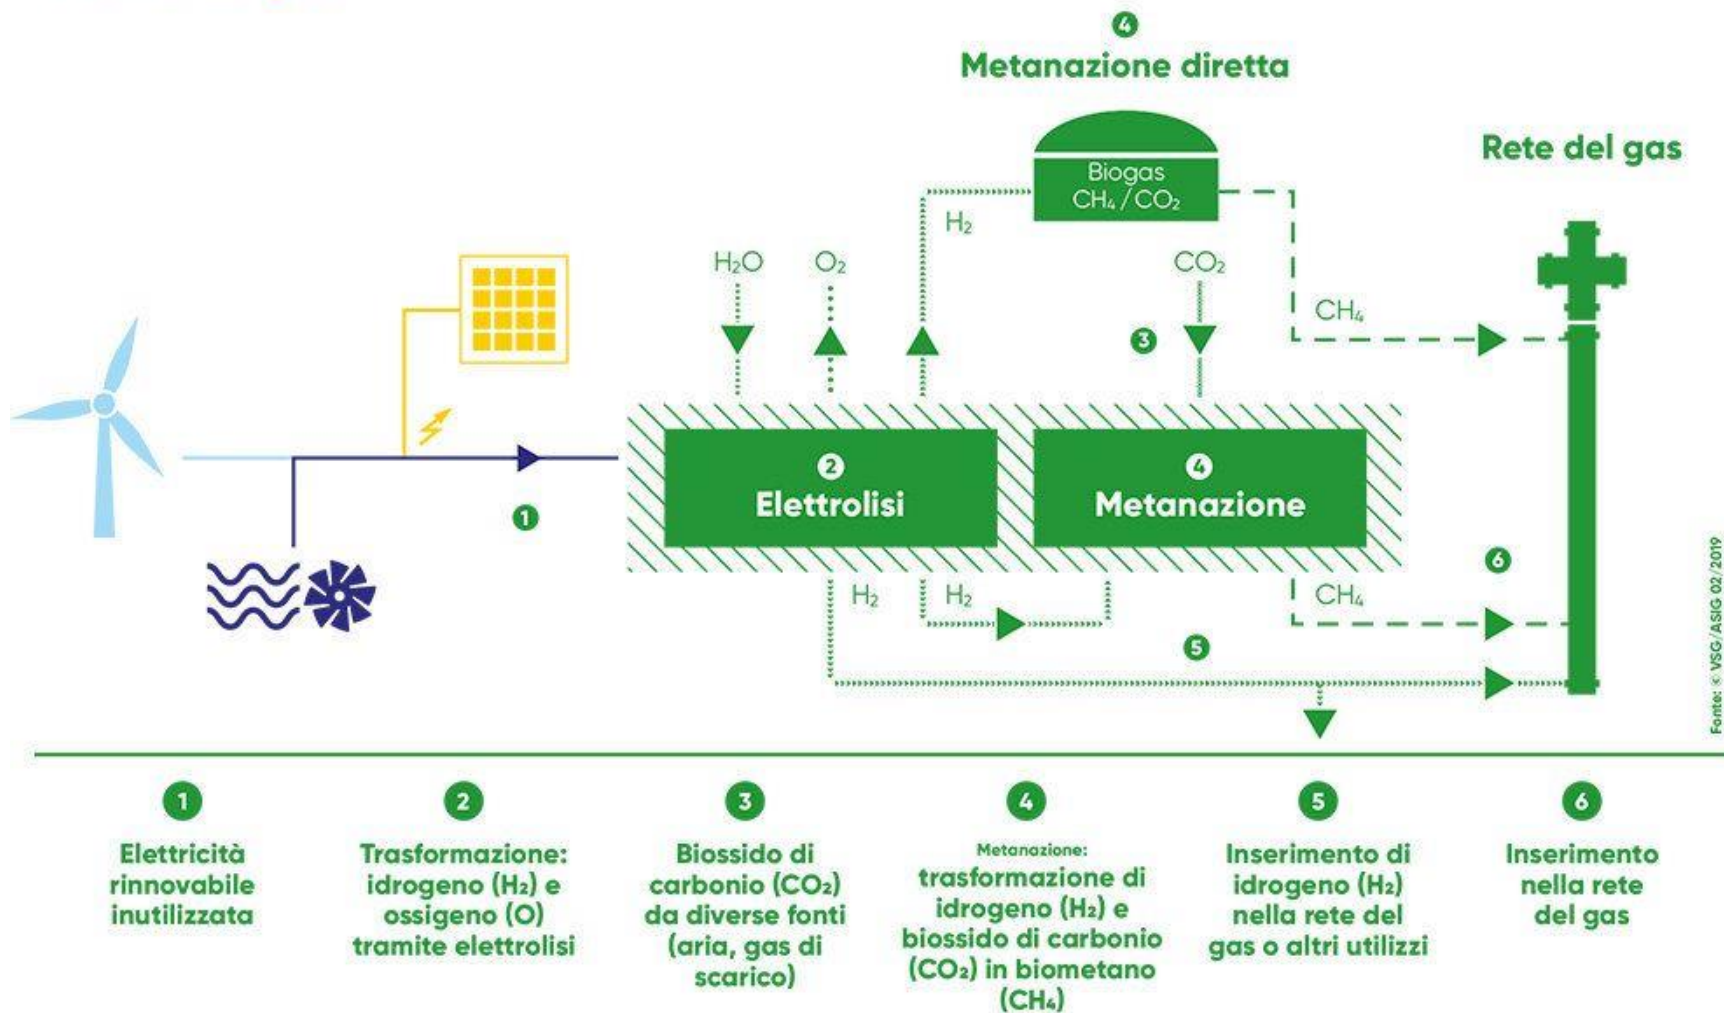 4
Metanazione diretta
Rete del gas
Biogas
CH₄ / CO₂
H₂
H₂O
O₂
CO₂
CH₄
3
2
Elettrolisi
4
Metanazione
1
6
H₂
H₂
CH₄
5
Fonte: © VSG/ASIG 02/2019
1
Elettricità
rinnovabile
inutilizzata
2
Trasformazione:
idrogeno (H₂) e
ossigeno (O)
tramite elettrolisi
3
Biossido di
carbonio (CO₂)
da diverse fonti
(aria, gas di
scarico)
4
Metanazione:
trasformazione di
idrogeno (H₂) e
biossido di carbonio
(CO₂) in biometano
(CH₄)
5
Inserimento di
idrogeno (H₂)
nella rete del
gas o altri utilizzi
6
Inserimento
nella rete
del gas